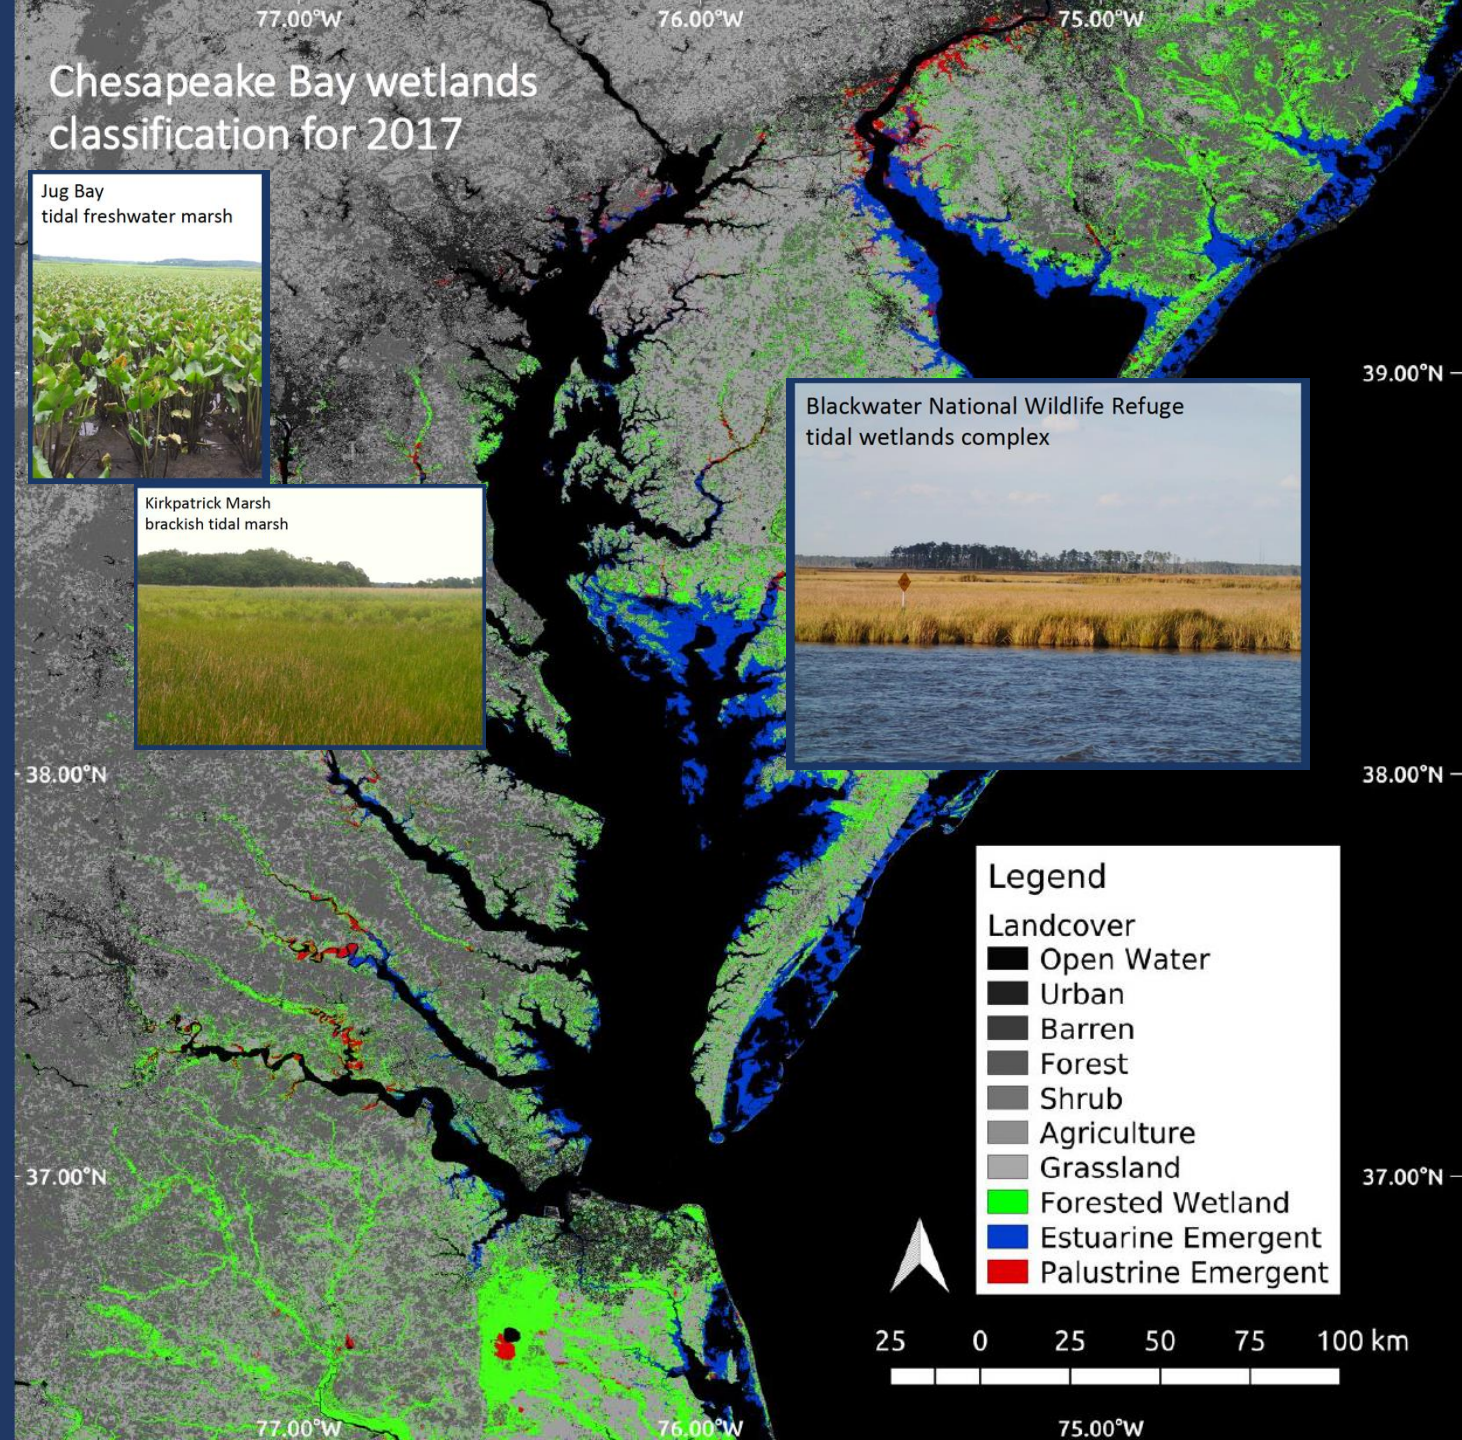 77.00°W 76.00°W 75.00°W
Chesapeake Bay wetlands
classification for 2017
Jug Bay
tidal freshwater marsh
39.00°N
Blackwater National Wildlife Refuge
tidal wetlands complex
Kirkpatrick Marsh
brackish tidal marsh
38.00°N 38.00°N
Legend
Landcover
Open Water
Urban
Barren
Forest
Shrub
Agriculture
Grassland
Forested Wetland
Estuarine Emergent
Palustrine Emergent
37.00°N 37.00°N
25 0 25 50 75 100 km
77.00°W 76.00°W 75.00°W